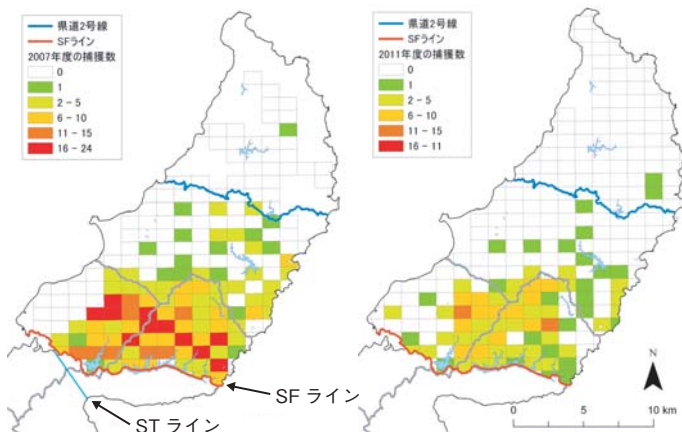 県道2号線
SFライン
2007年度の捕獲数
0
1
2 - 5
6 - 10
11 - 15
16 - 24
県道2号線
SFライン
2011年度の捕獲数
0
1
2 - 5
6 - 10
11 - 15
16 - 11
SF ライン
ST ライン
N
0 5 10 km